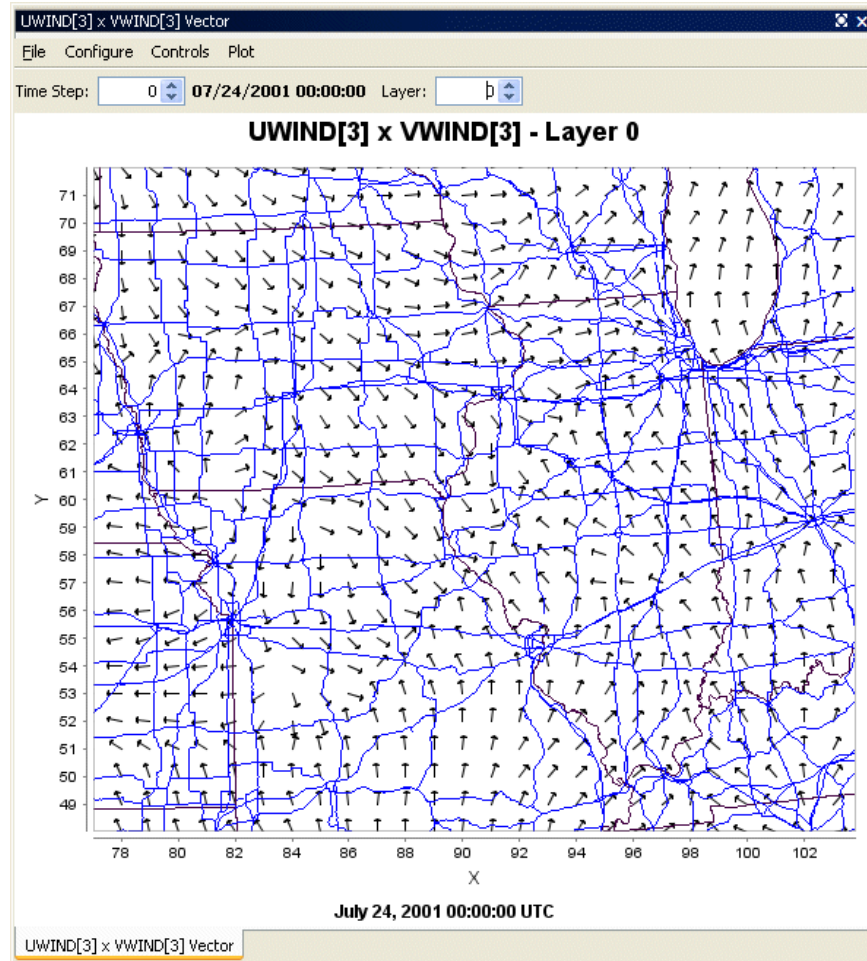 UWIND[3] x VWIND[3] Vector
File Configure Controls Plot
Time Step: 0 07/24/2001 00:00:00 Layer: 0
UWIND[3] x VWIND[3] - Layer 0
71
70
69
68
67
66
65
64
63
62
61
60
59
58
57
56
55
54
53
52
51
50
49
Y
78 80 82 84 86 88 90 92 94 96 98 100 102
X
July 24, 2001 00:00:00 UTC
UWIND[3] x VWIND[3] Vector